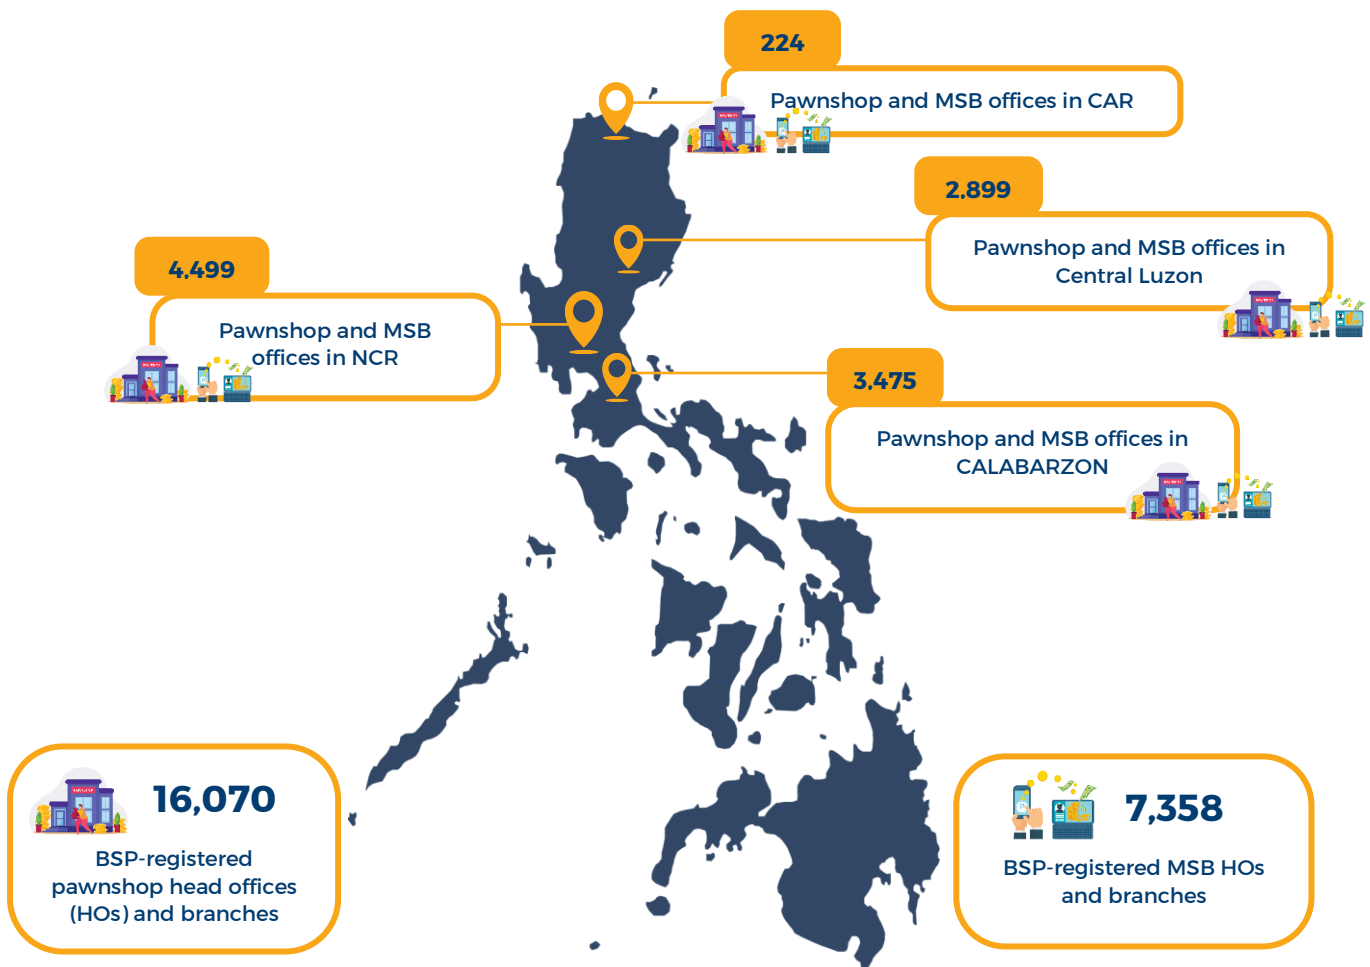 224
Pawnshop and MSB offices in CAR
2,899
Pawnshop and MSB offices in
Central Luzon
4,499
Pawnshop and MSB
offices in NCR
3,475
Pawnshop and MSB offices in
CALABARZON
16,070
BSP-registered
pawnshop head offices
(HOs) and branches
7,358
BSP-registered MSB HOs
and branches